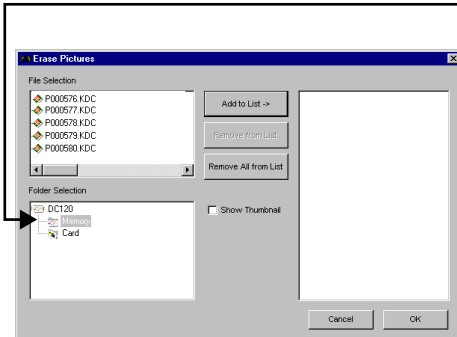 Erase Pictures
File Selection
P000576.KDC
P000577.KDC
P000578.KDC
P000579.KDC
P000580.KDC
Add to List ->
Remove from List
Remove All from List
Folder Selection
DC120
Memory
Card
Show Thumbnail
Cancel
OK